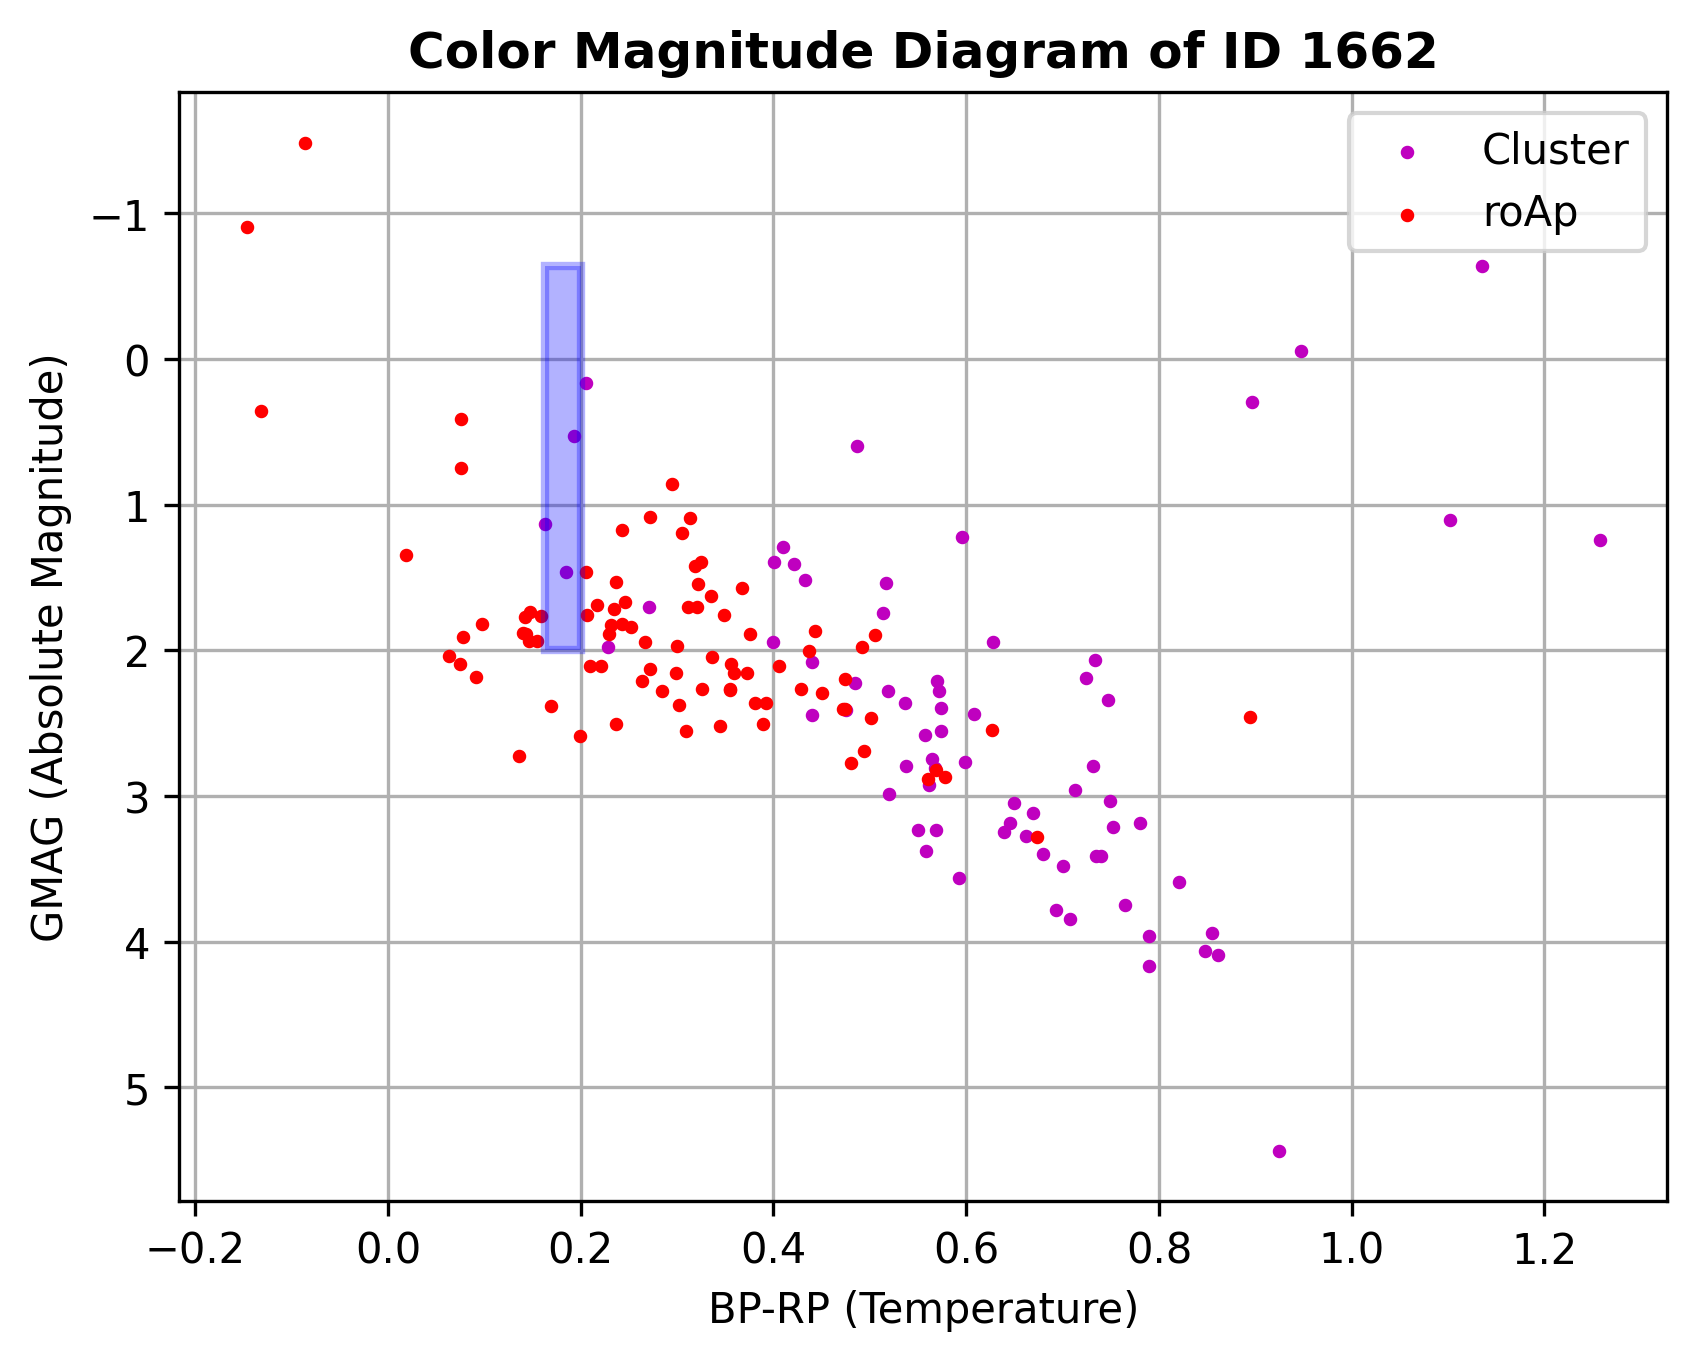 Color Magnitude Diagram of ID 1662
Cluster
roAp
GMAG (Absolute Magnitude)
−1
0
1
2
3
4
5
−0.2 0.0 0.2 0.4 0.6 0.8 1.0 1.2
BP-RP (Temperature)